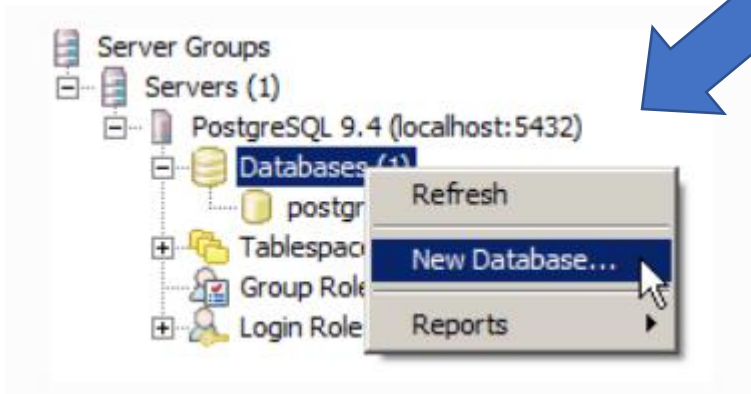 Server Groups
Servers (1)
PostgreSQL 9.4 (localhost:5432)
Databases (1)
postgr
Refresh
Tablespac
New Database...
Group Role
Login Role
Reports